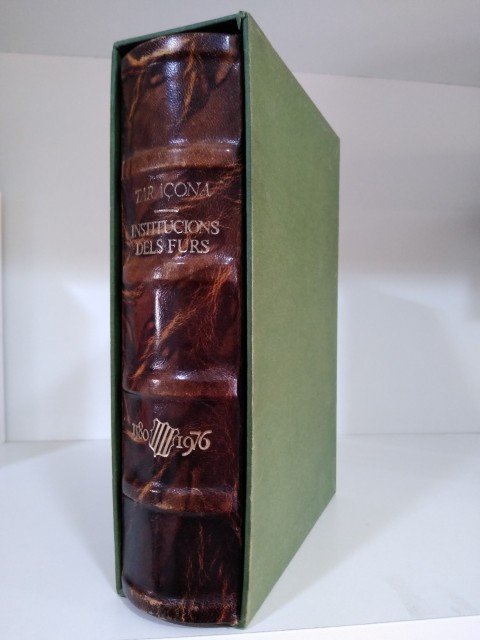 TARAÇONA
INSTITUCIONS
DELS FURS
1580 1976